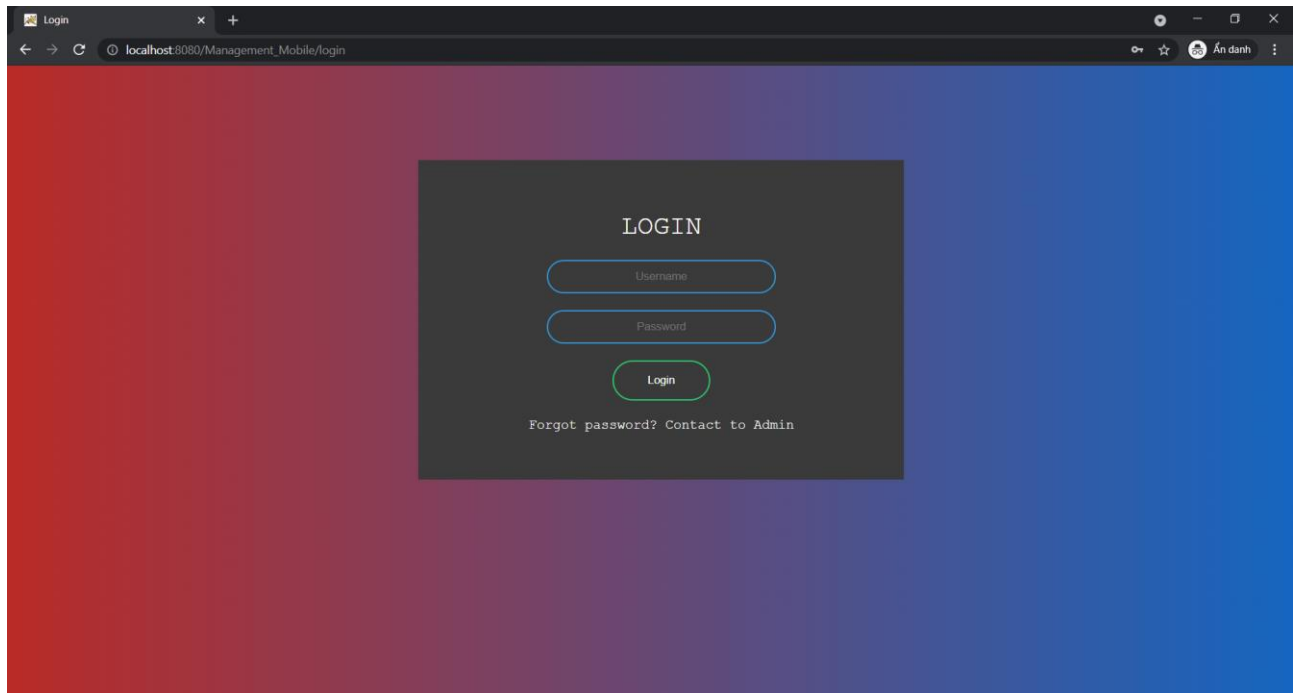 Login
localhost:8080/Management_Mobile/login
Ẩn danh
LOGIN
Username
Password
Login
Forgot password? Contact to Admin